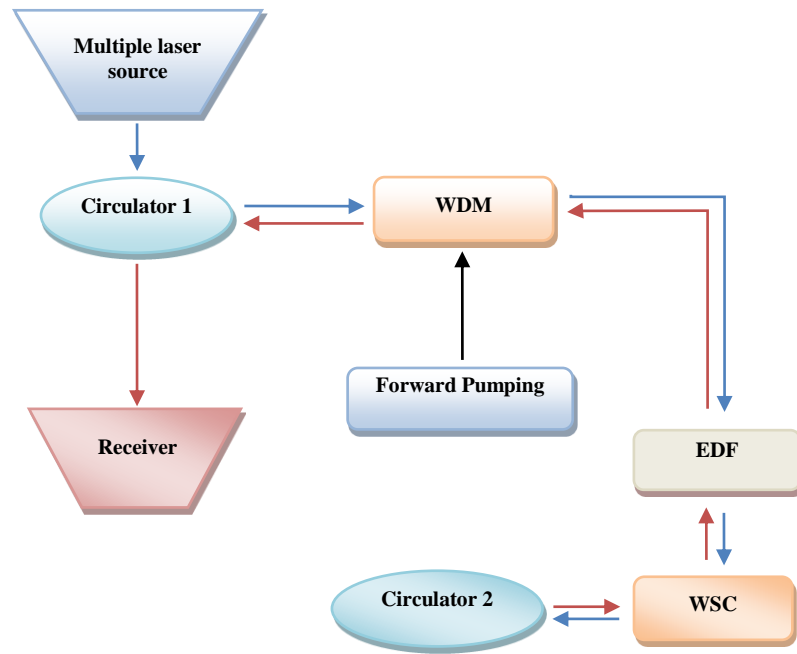 Multiple laser
source
Circulator 1
WDM
Forward Pumping
Receiver
EDF
Circulator 2
WSC